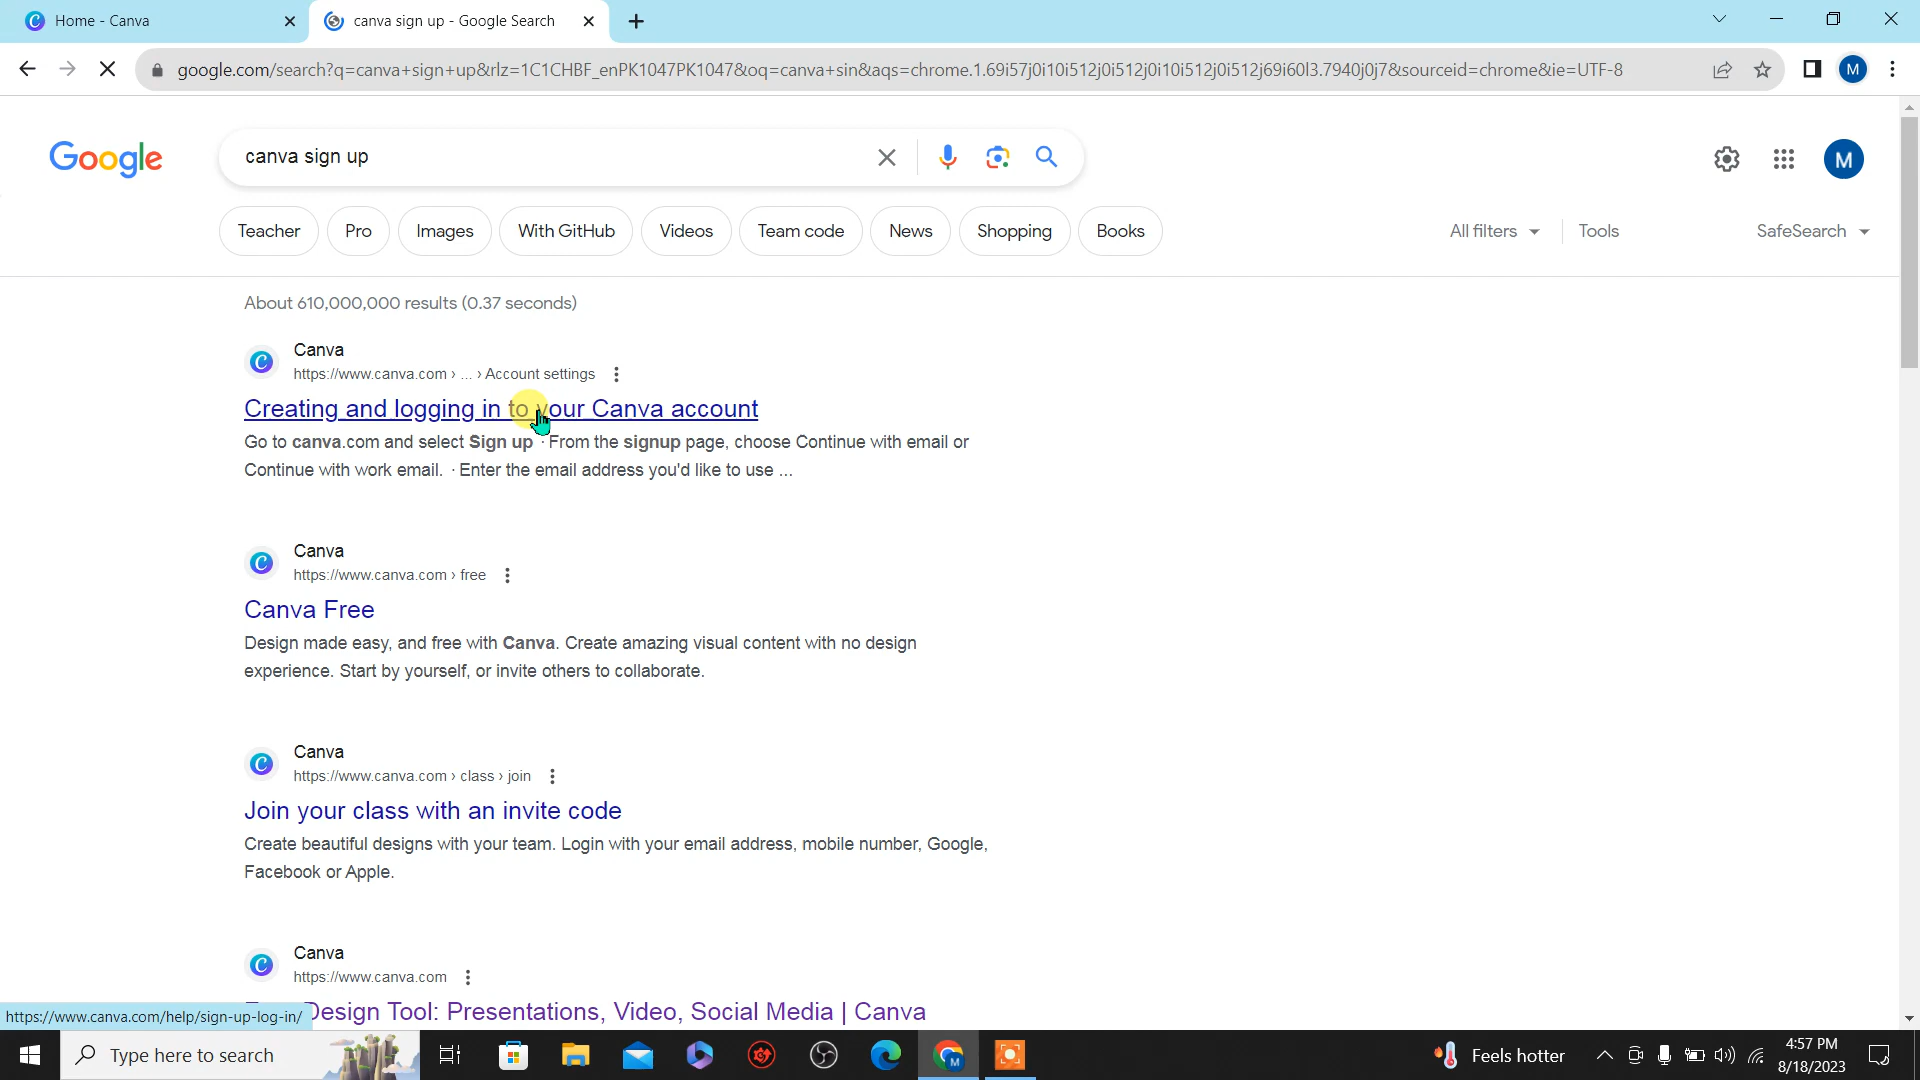 Home - Canva
canva sign up - Google Search
google.com/search?q=canva+sign+up&rlz=1C1CHBF_enPK1047PK1047&oq=canva+sin&aqs=chrome.1.69i57j0i10i512j0i512j0i10i512j0i512j69i60l3.7940j0j7&sourceid=chrome&ie=UTF-8
M
Google
canva sign up
M
Teacher
Pro
Images
With GitHub
Videos
Team code
News
Shopping
Books
All filters
Tools
SafeSearch
About 610,000,000 results (0.37 seconds)
Canva
https://www.canva.com › ... › Account settings
Creating and logging in to your Canva account
Go to canva.com and select Sign up · From the signup page, choose Continue with email or
Continue with work email. · Enter the email address you'd like to use ...
Canva
https://www.canva.com › free
Canva Free
Design made easy, and free with Canva. Create amazing visual content with no design
experience. Start by yourself, or invite others to collaborate.
Canva
https://www.canva.com › class › join
Join your class with an invite code
Create beautiful designs with your team. Login with your email address, mobile number, Google,
Facebook or Apple.
Canva
https://www.canva.com
Design Tool: Presentations, Video, Social Media | Canva
https://www.canva.com/help/sign-up-log-in/
Type here to search
Feels hotter
4:57 PM
8/18/2023